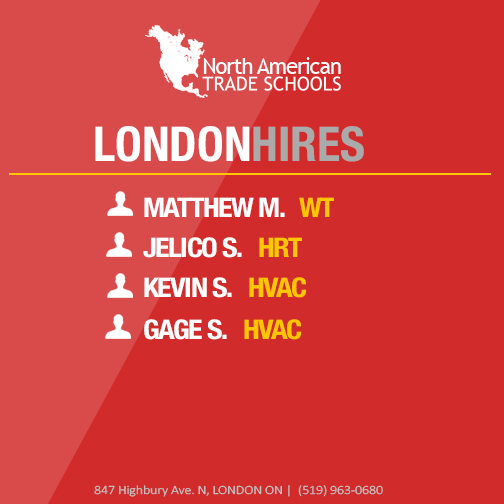 North American
TRADE SCHOOLS
LONDONHIRES
MATTHEW M. WT
JELICO S. HRT
KEVIN S. HVAC
GAGE S. HVAC
847 Highbury Ave. N, LONDON ON | (519) 963-0680